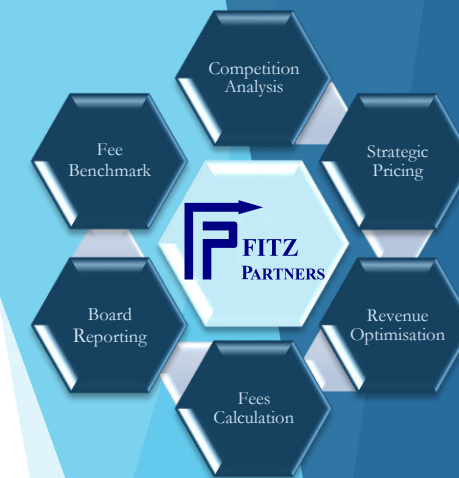 Competition
Analysis
Fee
Benchmark
Strategic
Pricing
FITZ
PARTNERS
Board
Reporting
Revenue
Optimisation
Fees
Calculation